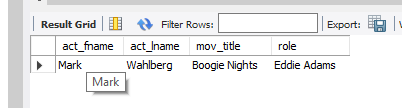 Result Grid Filter Rows: Export:
act_fname act_lname mov_title role
Mark Wahlberg Boogie Nights Eddie Adams
Mark